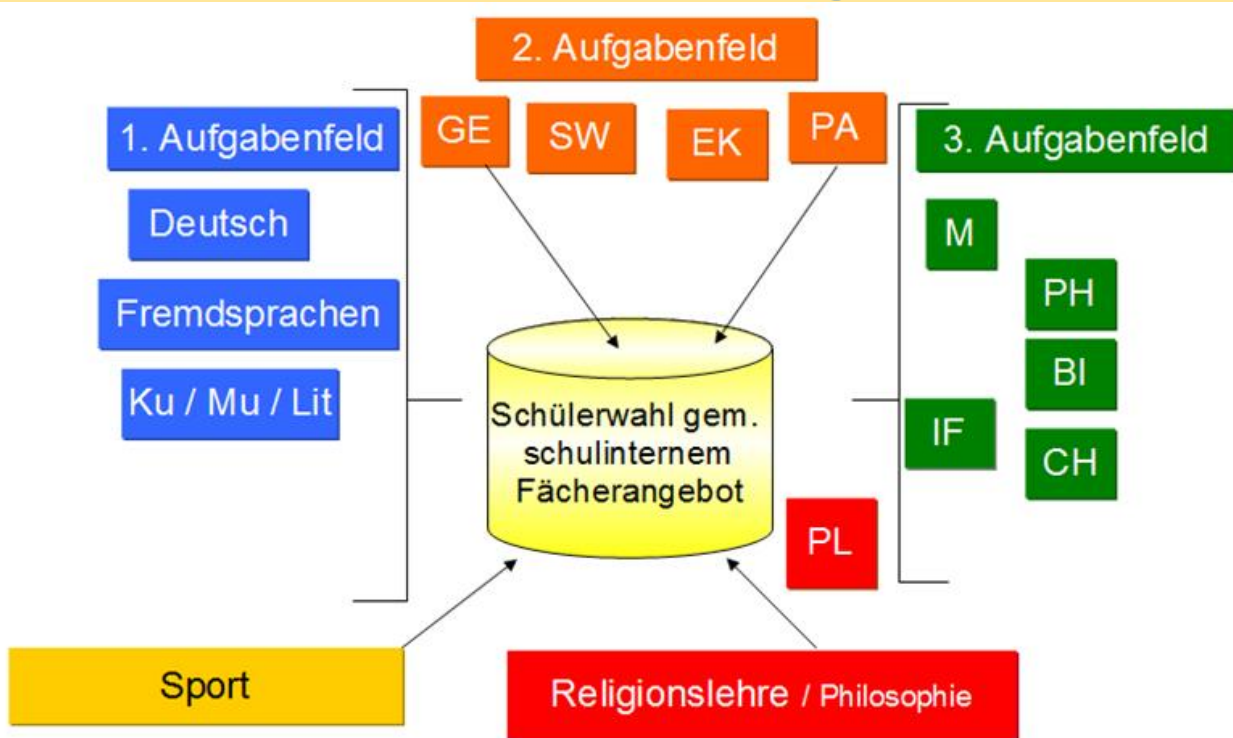 2. Aufgabenfeld
1. Aufgabenfeld
GE
SW
EK
PA
3. Aufgabenfeld
Deutsch
Fremdsprachen
Ku / Mu / Lit
M
PH
BI
IF
CH
Schülerwahl gem.
schulinternem
Fächerangebot
PL
Sport
Religionslehre / Philosophie